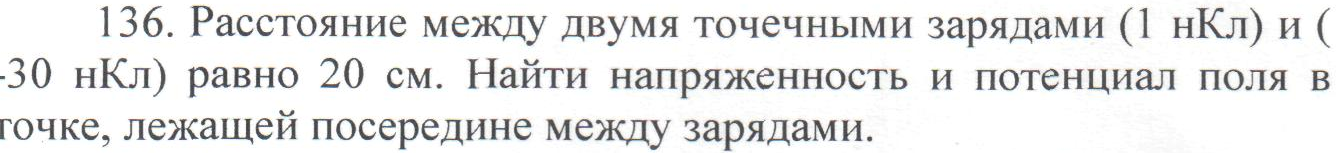 136. Расстояние между двумя точечными зарядами (1 нКл) и (
-30 нКл) равно 20 см. Найти напряженность и потенциал поля в
точке, лежащей посередине между зарядами.